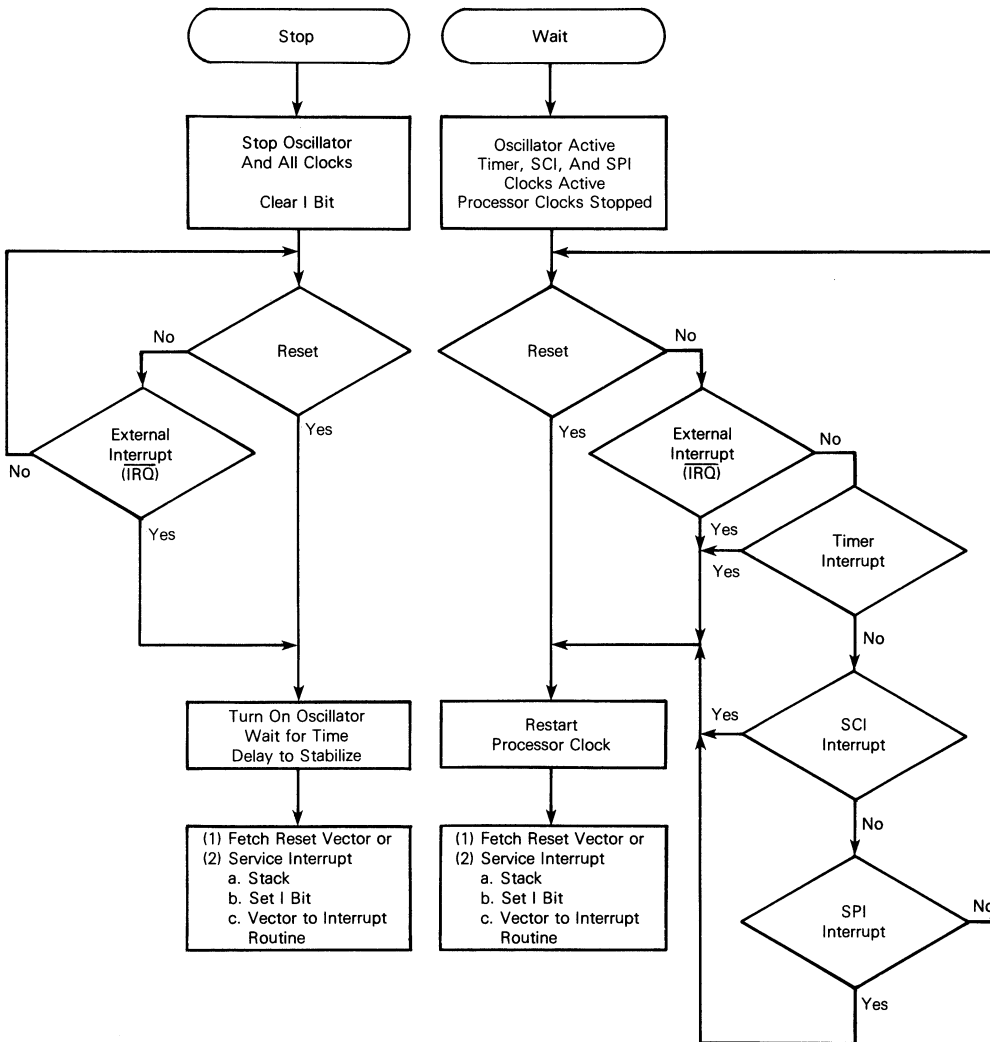 Stop
Stop Oscillator
And All Clocks
Clear I Bit
Reset
No
Yes
External
Interrupt
(IRQ)
No
Yes
Turn On Oscillator
Wait for Time
Delay to Stabilize
(1) Fetch Reset Vector or
(2) Service Interrupt
a. Stack
b. Set I Bit
c. Vector to Interrupt
Routine
Wait
Oscillator Active
Timer, SCI, And SPI
Clocks Active
Processor Clocks Stopped
Reset
No
Yes
External
Interrupt
(IRQ)
No
Yes
Timer
Interrupt
Yes
No
SCI
Interrupt
Yes
No
SPI
Interrupt
No
Yes
Restart
Processor Clock
(1) Fetch Reset Vector or
(2) Service Interrupt
a. Stack
b. Set I Bit
c. Vector to Interrupt
Routine